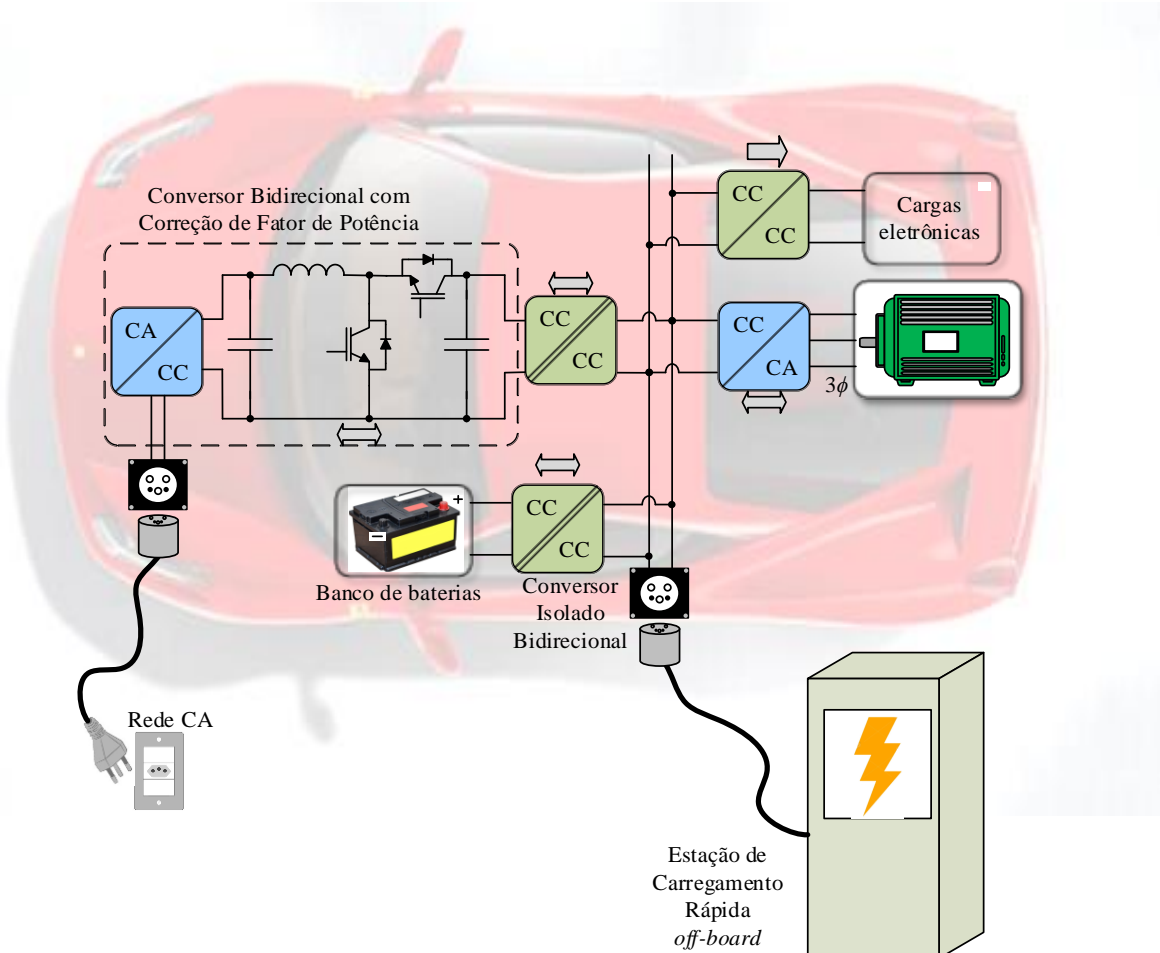 Conversor Bidirecional com
Correção de Fator de Potência
CA
CC
CC
CC
CC
CC
Cargas
eletrônicas
CC
CA
3ϕ
+
−
CC
CC
Banco de baterias
Conversor
Isolado
Bidirecional
Rede CA
Estação de
Carregamento
Rápida
off-board